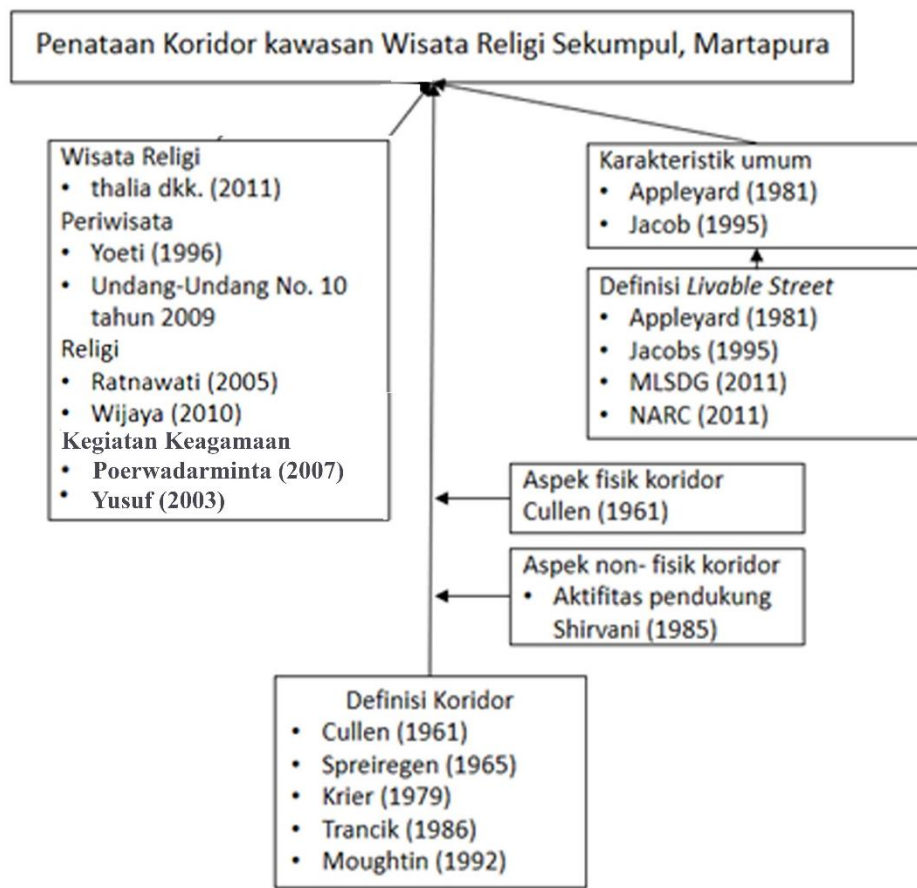 Penataan Koridor kawasan Wisata Religi Sekumpul, Martapura
Wisata Religi
• thalia dkk. (2011)
Periwisata
• Yoeti (1996)
• Undang-Undang No. 10
tahun 2009
Religi
• Ratnawati (2005)
• Wijaya (2010)
Kegiatan Keagamaan
• Poerwadarminta (2007)
• Yusuf (2003)
Karakteristik umum
• Appleyard (1981)
• Jacob (1995)
Definisi Livable Street
• Appleyard (1981)
• Jacobs (1995)
• MLSDG (2011)
• NARC (2011)
Aspek fisik koridor
Cullen (1961)
Aspek non- fisik koridor
• Aktifitas pendukung
Shirvani (1985)
Definisi Koridor
• Cullen (1961)
• Spreiregen (1965)
• Krier (1979)
• Trancik (1986)
• Moughtin (1992)